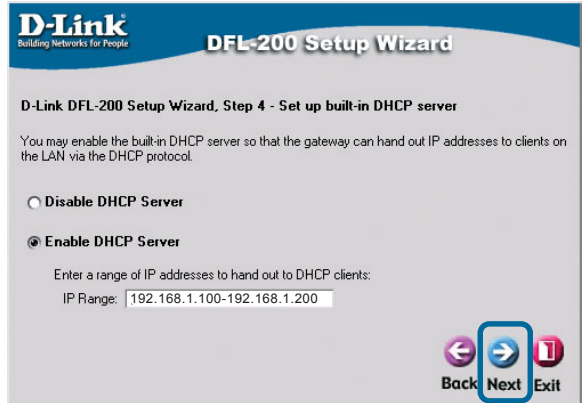 D-Link
Building Networks for People
DFL-200 Setup Wizard
D-Link DFL-200 Setup Wizard, Step 4 - Set up built-in DHCP server
You may enable the built-in DHCP server so that the gateway can hand out IP addresses to clients on
the LAN via the DHCP protocol.
Disable DHCP Server
Enable DHCP Server
Enter a range of IP addresses to hand out to DHCP clients:
IP Range: 192.168.1.100-192.168.1.200
Back Next Exit